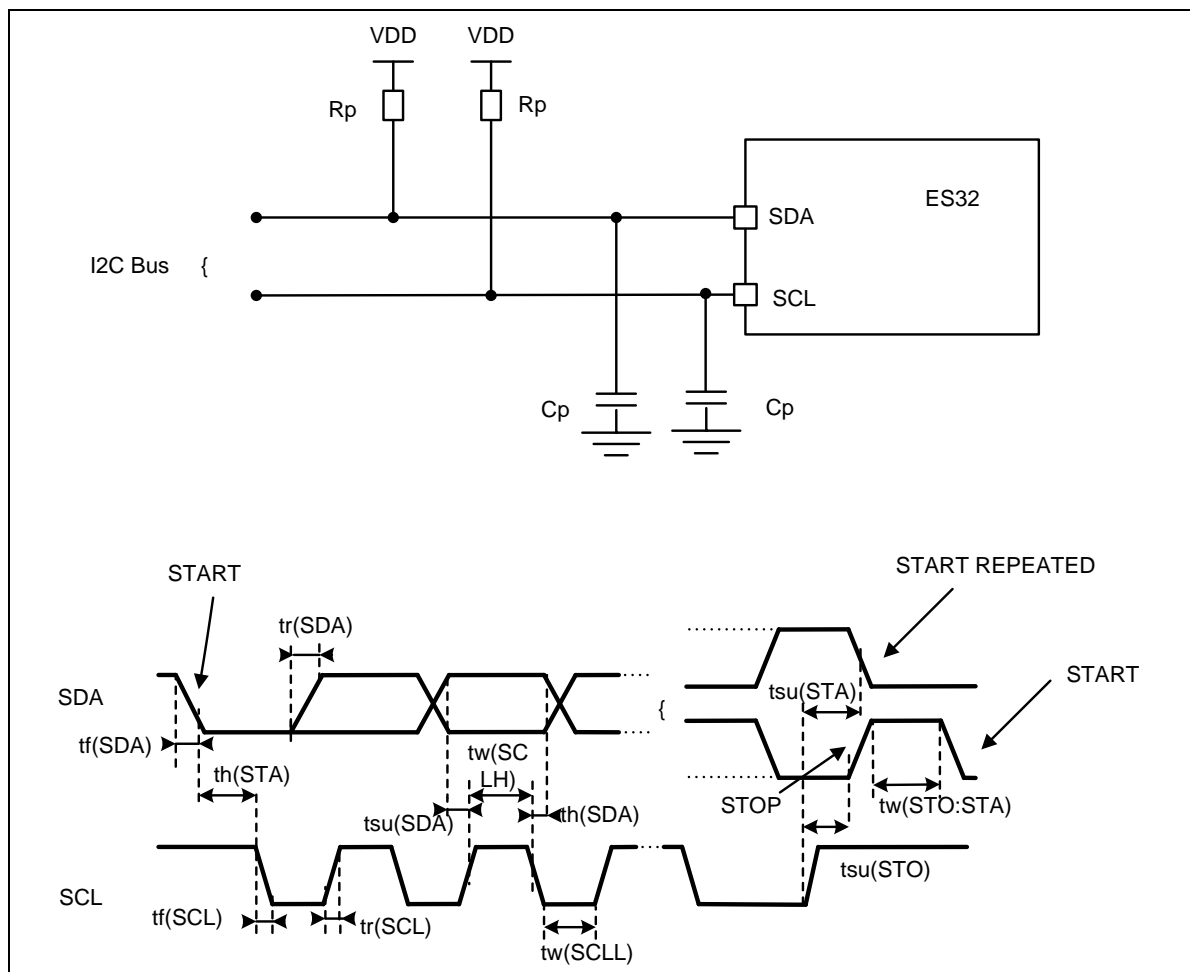 VDD VDD
Rp Rp
ES32
SDA
I2C Bus {
SCL
Cp Cp
START
START REPEATED
tr(SDA)
START
SDA
tsu(STA)
{
tf(SDA)
th(STA)
tw(SC
LH)
STOP
tw(STO:STA)
tsu(SDA)
th(SDA)
tsu(STO)
SCL
tf(SCL)
tr(SCL)
tw(SCLL)